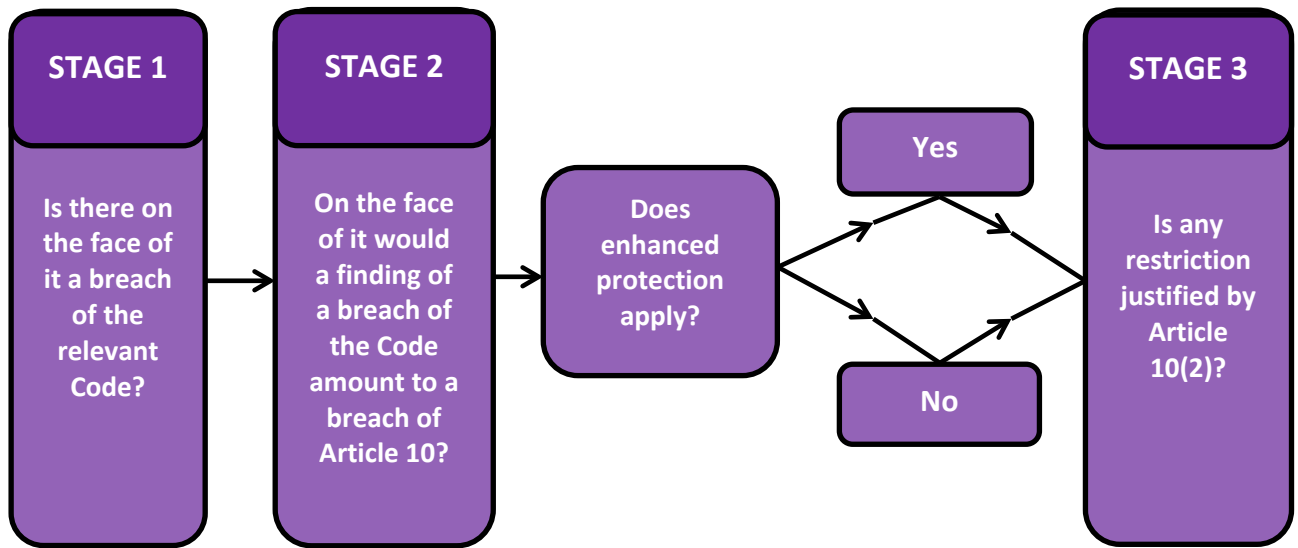 STAGE 1
Is there on
the face of
it a breach
of the
relevant
Code?
STAGE 2
On the face
of it would
a finding of
a breach of
the Code
amount to a
breach of
Article 10?
Does
enhanced
protection
apply?
Yes
No
STAGE 3
Is any
restriction
justified by
Article
10(2)?